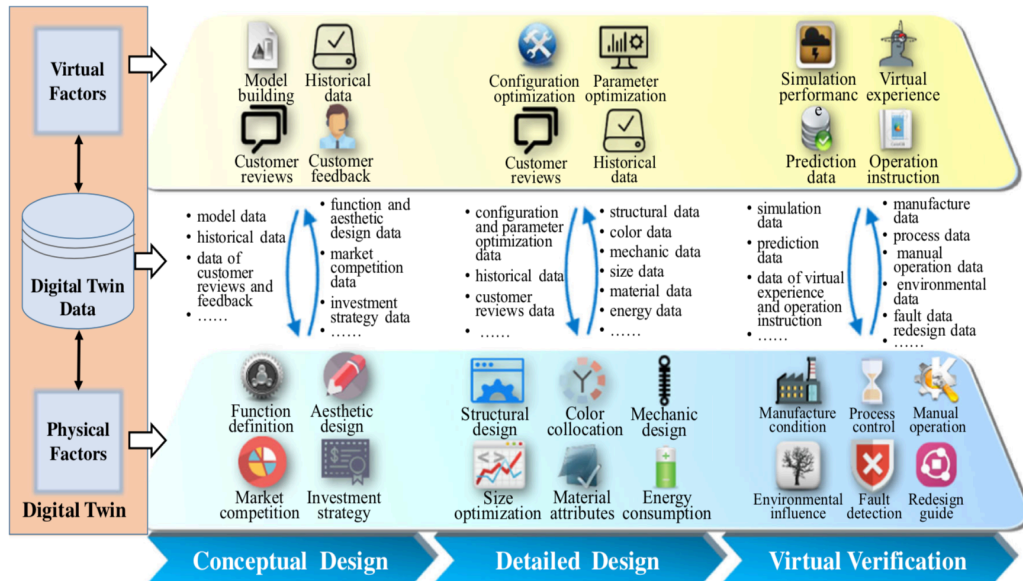 Virtual
Factors
Digital Twin
Data
Physical
Factors
Digital Twin
Model
building
Historical
data
Customer
reviews
Customer
feedback
Configuration
optimization
Parameter
optimization
Customer
reviews
Historical
data
Simulation
performanc
e
Virtual
experience
Prediction
data
Operation
instruction
• model data
• historical data
• data of
customer
reviews and
feedback
• ……
• function and
aesthetic
design data
• market
competition
data
• investment
strategy data
• ……
• configuration
and parameter
optimization
data
• historical data
• customer
reviews data
• ……
• structural data
• color data
• mechanic data
• size data
• material data
• energy data
• ……
• simulation
data
• prediction
data
• data of virtual
experience
and operation
instruction
• ……
• manufacture
data
• process data
• manual
operation data
• environmental
data
• fault data
• redesign data
• ……
Function
definition
Aesthetic
design
Market
competition
Investment
strategy
Structural
design
Color
collocation
Mechanic
design
Size
optimization
Material
attributes
Energy
consumption
Manufacture
condition
Process
control
Manual
operation
Environmental
influence
Fault
detection
Redesign
guide
Conceptual Design
Detailed Design
Virtual Verification